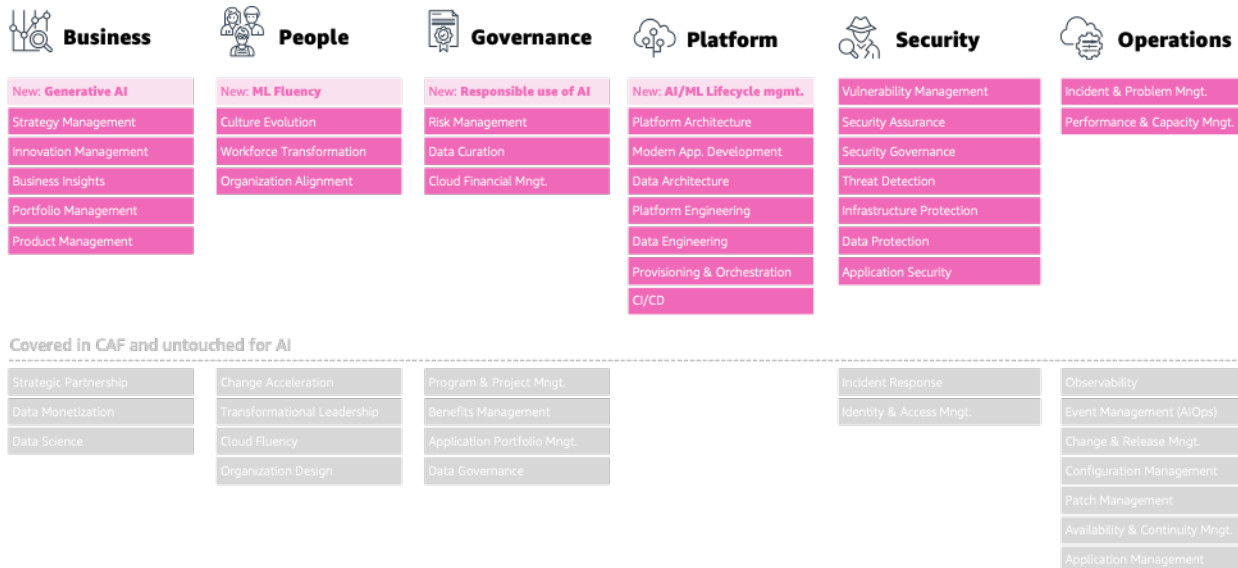 Business
People
Governance
Platform
Security
Operations
New: Generative AI
Strategy Management
Innovation Management
Business Insights
Portfolio Management
Product Management
New: ML Fluency
Culture Evolution
Workforce Transformation
Organization Alignment
New: Responsible use of AI
Risk Management
Data Curation
Cloud Financial Mngt.
New: AI/ML Lifecycle mgmt.
Platform Architecture
Modern App. Development
Data Architecture
Platform Engineering
Data Engineering
Provisioning & Orchestration
CI/CD
Vulnerability Management
Security Assurance
Security Governance
Threat Detection
Infrastructure Protection
Data Protection
Application Security
Incident & Problem Mngt.
Performance & Capacity Mngt.
Covered in CAF and untouched for AI
Strategic Partnership
Data Monetization
Data Science
Change Acceleration
Transformational Leadership
Cloud Fluency
Organization Design
Program & Project Mngt.
Benefits Management
Application Portfolio Mngt.
Data Governance
Incident Response
Identity & Access Mngt.
Observability
Event Management (AIOps)
Change & Release Mngt.
Configuration Management
Patch Management
Availability & Continuity Mngt.
Application Management